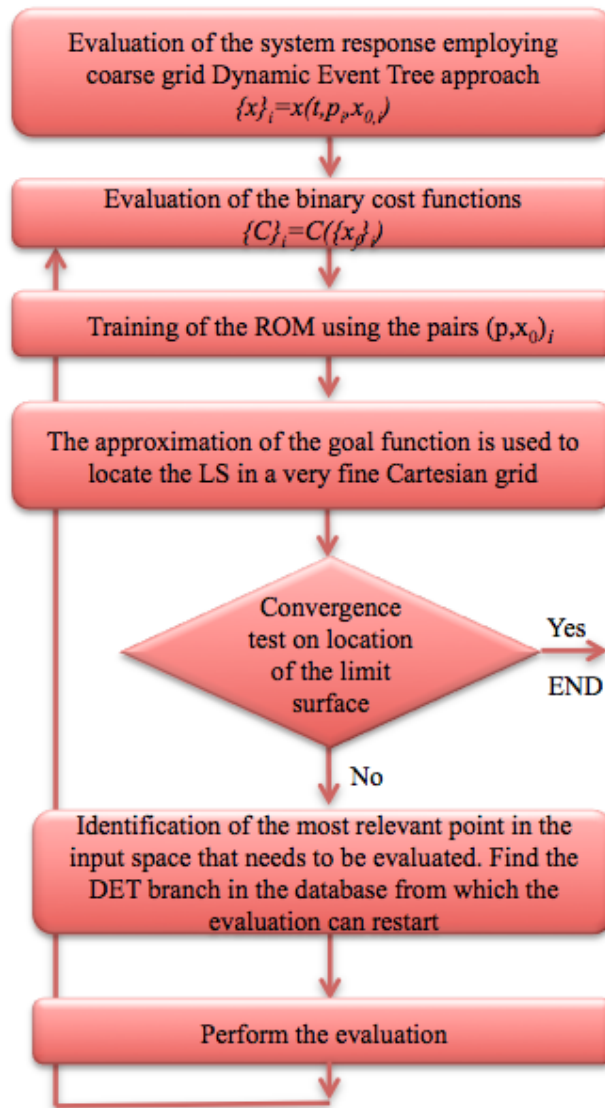 Evaluation of the system response employing
coarse grid Dynamic Event Tree approach
{x}i=x(t,pi,x0,i)
Evaluation of the binary cost functions
{C}i=C({xj}i)
Training of the ROM using the pairs (p,x0)i
The approximation of the goal function is used to
locate the LS in a very fine Cartesian grid
Convergence
test on location
of the limit
surface
Yes
END
No
Identification of the most relevant point in the
input space that needs to be evaluated. Find the
DET branch in the database from which the
evaluation can restart
Perform the evaluation